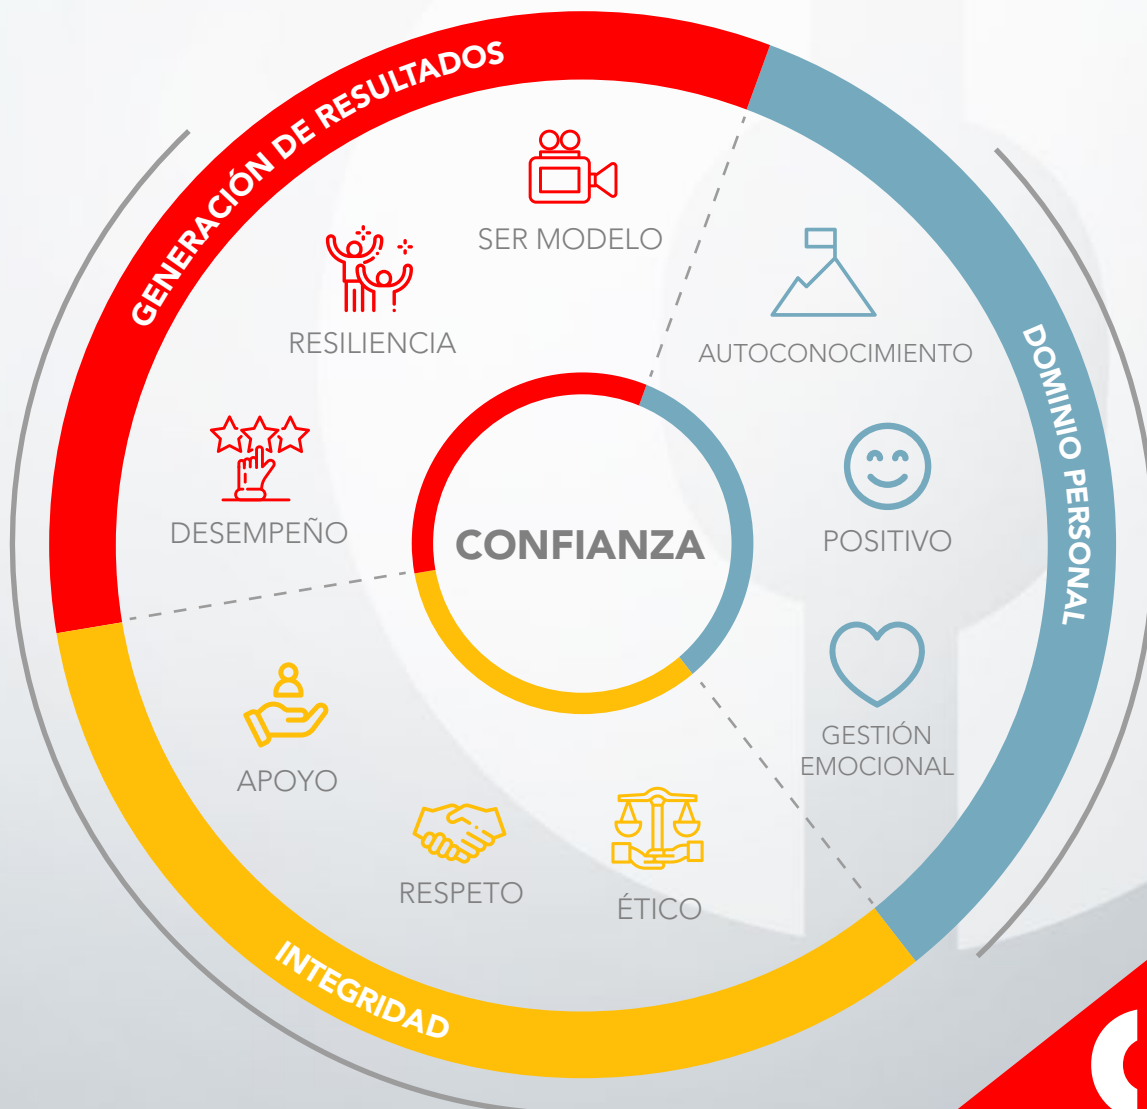 GENERACIÓN DE RESULTADOS
SER MODELO
RESILIENCIA
DESEMPEÑO
DOMINIO PERSONAL
AUTOCONOCIMIENTO
POSITIVO
GESTIÓN
EMOCIONAL
CONFIANZA
APOYO
RESPETO
ÉTICO
INTEGRIDAD